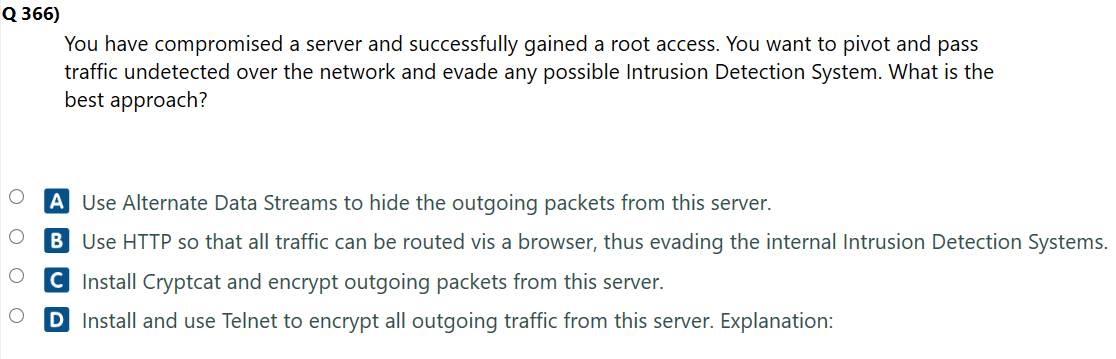 Q 366)
You have compromised a server and successfully gained a root access. You want to pivot and pass
traffic undetected over the network and evade any possible Intrusion Detection System. What is the
best approach?
A Use Alternate Data Streams to hide the outgoing packets from this server.
B Use HTTP so that all traffic can be routed vis a browser, thus evading the internal Intrusion Detection Systems.
C Install Cryptcat and encrypt outgoing packets from this server.
D Install and use Telnet to encrypt all outgoing traffic from this server. Explanation: